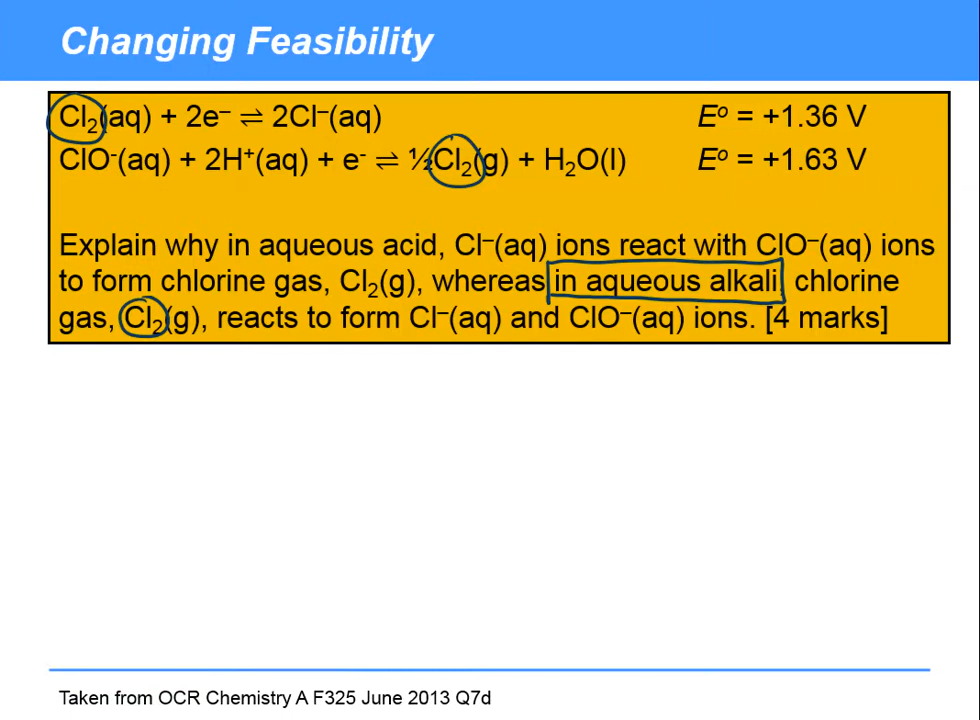 Changing Feasibility
Cl₂(aq) + 2e⁻ ⇌ 2Cl⁻(aq) Eº = +1.36 V
ClO⁻(aq) + 2H⁺(aq) + e⁻ ⇌ ½Cl₂(g) + H₂O(l) Eº = +1.63 V
Explain why in aqueous acid, Cl⁻(aq) ions react with ClO⁻(aq) ions
to form chlorine gas, Cl₂(g), whereas in aqueous alkali, chlorine
gas, Cl₂(g), reacts to form Cl⁻(aq) and ClO⁻(aq) ions. [4 marks]
Taken from OCR Chemistry A F325 June 2013 Q7d